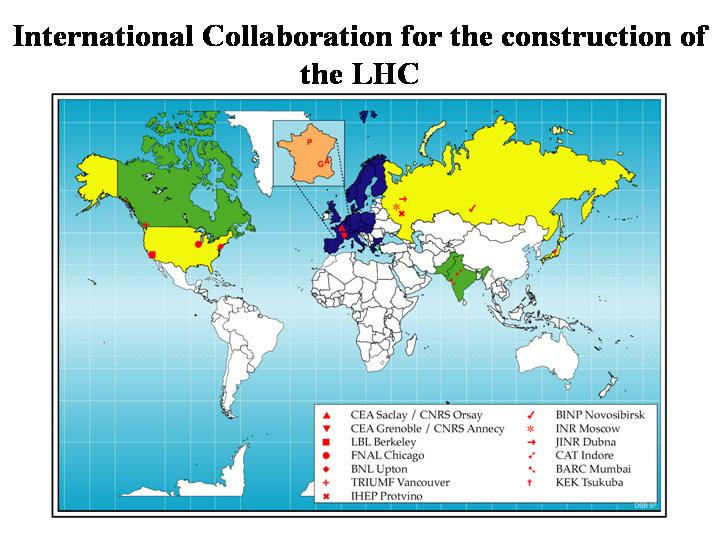 International Collaboration for the construction of
the LHC
P
G A
CEA Saclay / CNRS Orsay
CEA Grenoble / CNRS Annecy
LBL Berkeley
FNAL Chicago
BNL Upton
TRIUMF Vancouver
IHEP Protvino
BINP Novosibirsk
INR Moscow
JINR Dubna
CAT Indore
BARC Mumbai
KEK Tsukuba
DEB 97